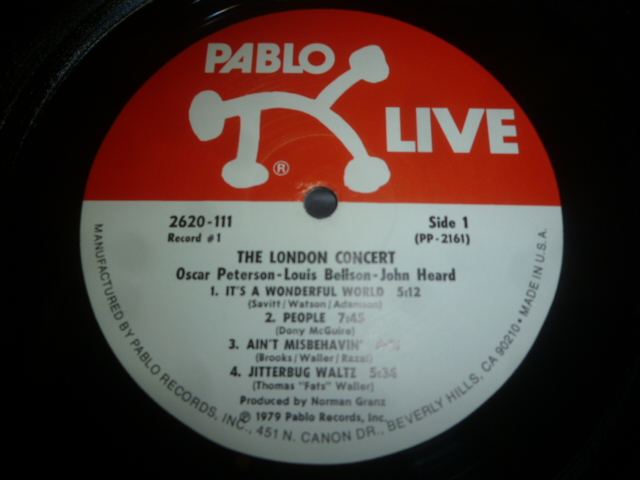 PABLO
LIVE
®
2620-111
Side 1
Record #1
(PP-2161)
THE LONDON CONCERT
Oscar Peterson-Louis Bellson-John Heard
1. IT'S A WONDERFUL WORLD 5:12
(Savitt/Watson/Adamson)
2. PEOPLE 7:45
(Dony McGuire)
3. AIN'T MISBEHAVIN'
(Brooks/Waller/Razaf)
4. JITTERBUG WALTZ 5:34
(Thomas "Fats" Waller)
Produced by Norman Granz
℗ 1979 Pablo Records, Inc.
MANUFACTURED BY PABLO RECORDS, INC., 451 N. CANON DR., BEVERLY HILLS, CA 90210 • MADE IN U.S.A.